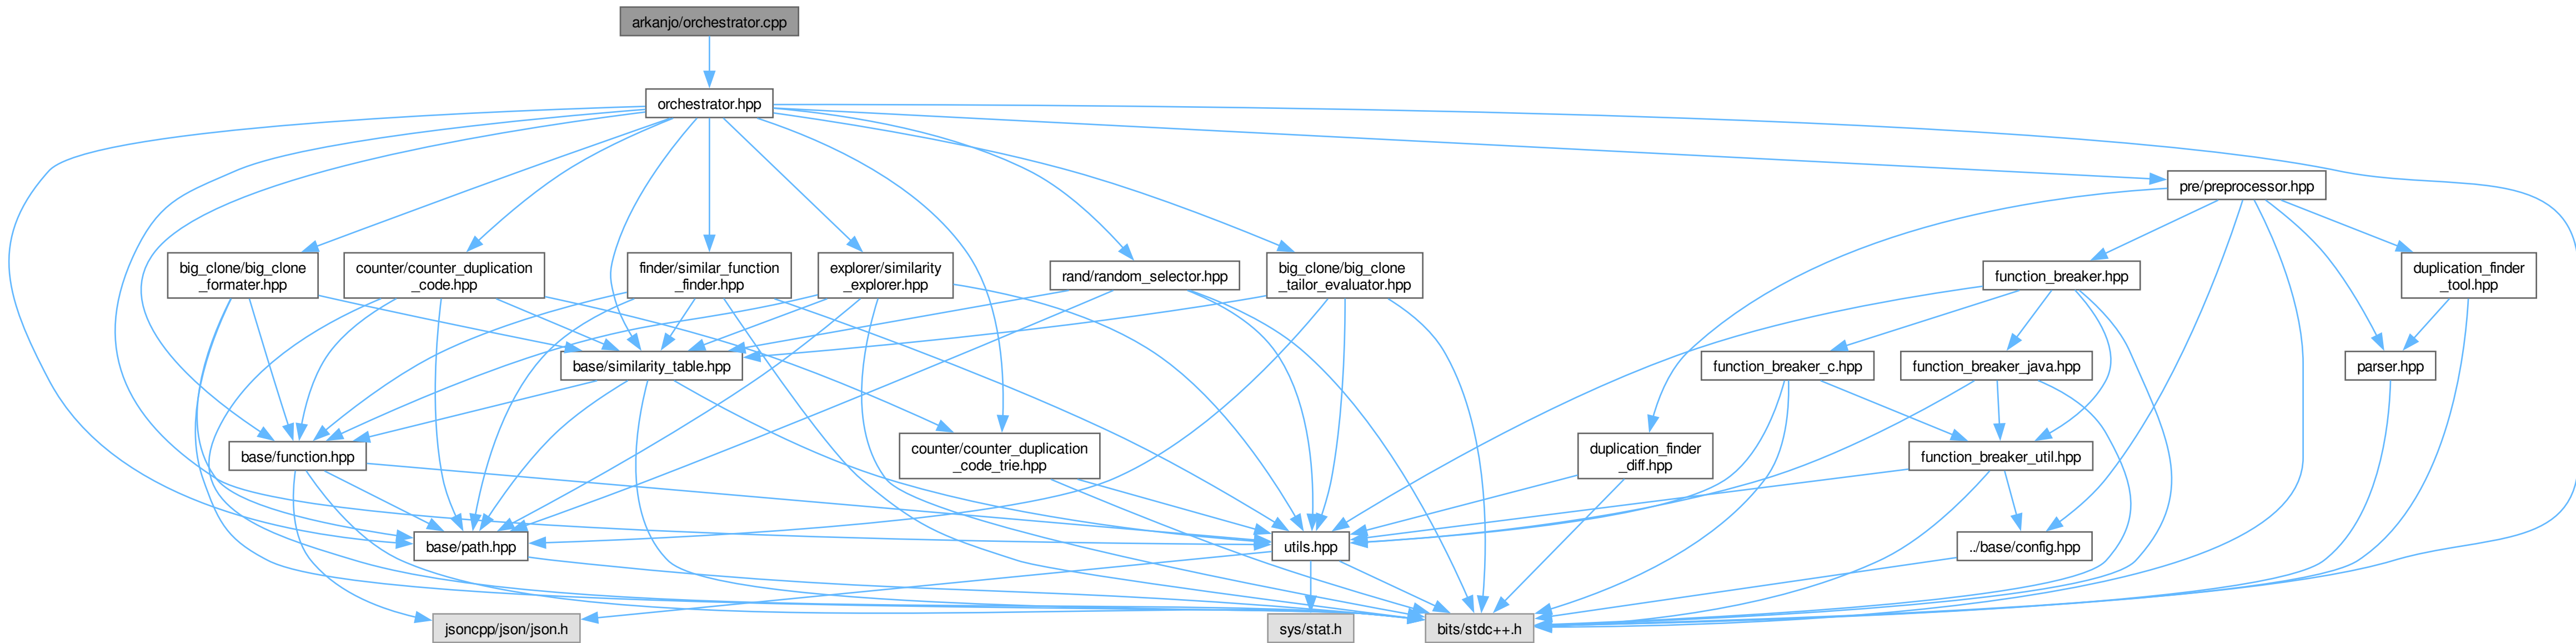 arkanjo/orchestrator.cpp
orchestrator.hpp
pre/preprocessor.hpp
big_clone/big_clone
_formater.hpp
counter/counter_duplication
_code.hpp
finder/similar_function
_finder.hpp
explorer/similarity
_explorer.hpp
rand/random_selector.hpp
big_clone/big_clone
_tailor_evaluator.hpp
function_breaker.hpp
duplication_finder
_tool.hpp
base/similarity_table.hpp
function_breaker_c.hpp
function_breaker_java.hpp
parser.hpp
base/function.hpp
counter/counter_duplication
_code_trie.hpp
duplication_finder
_diff.hpp
function_breaker_util.hpp
base/path.hpp
utils.hpp
../base/config.hpp
jsoncpp/json/json.h
sys/stat.h
bits/stdc++.h